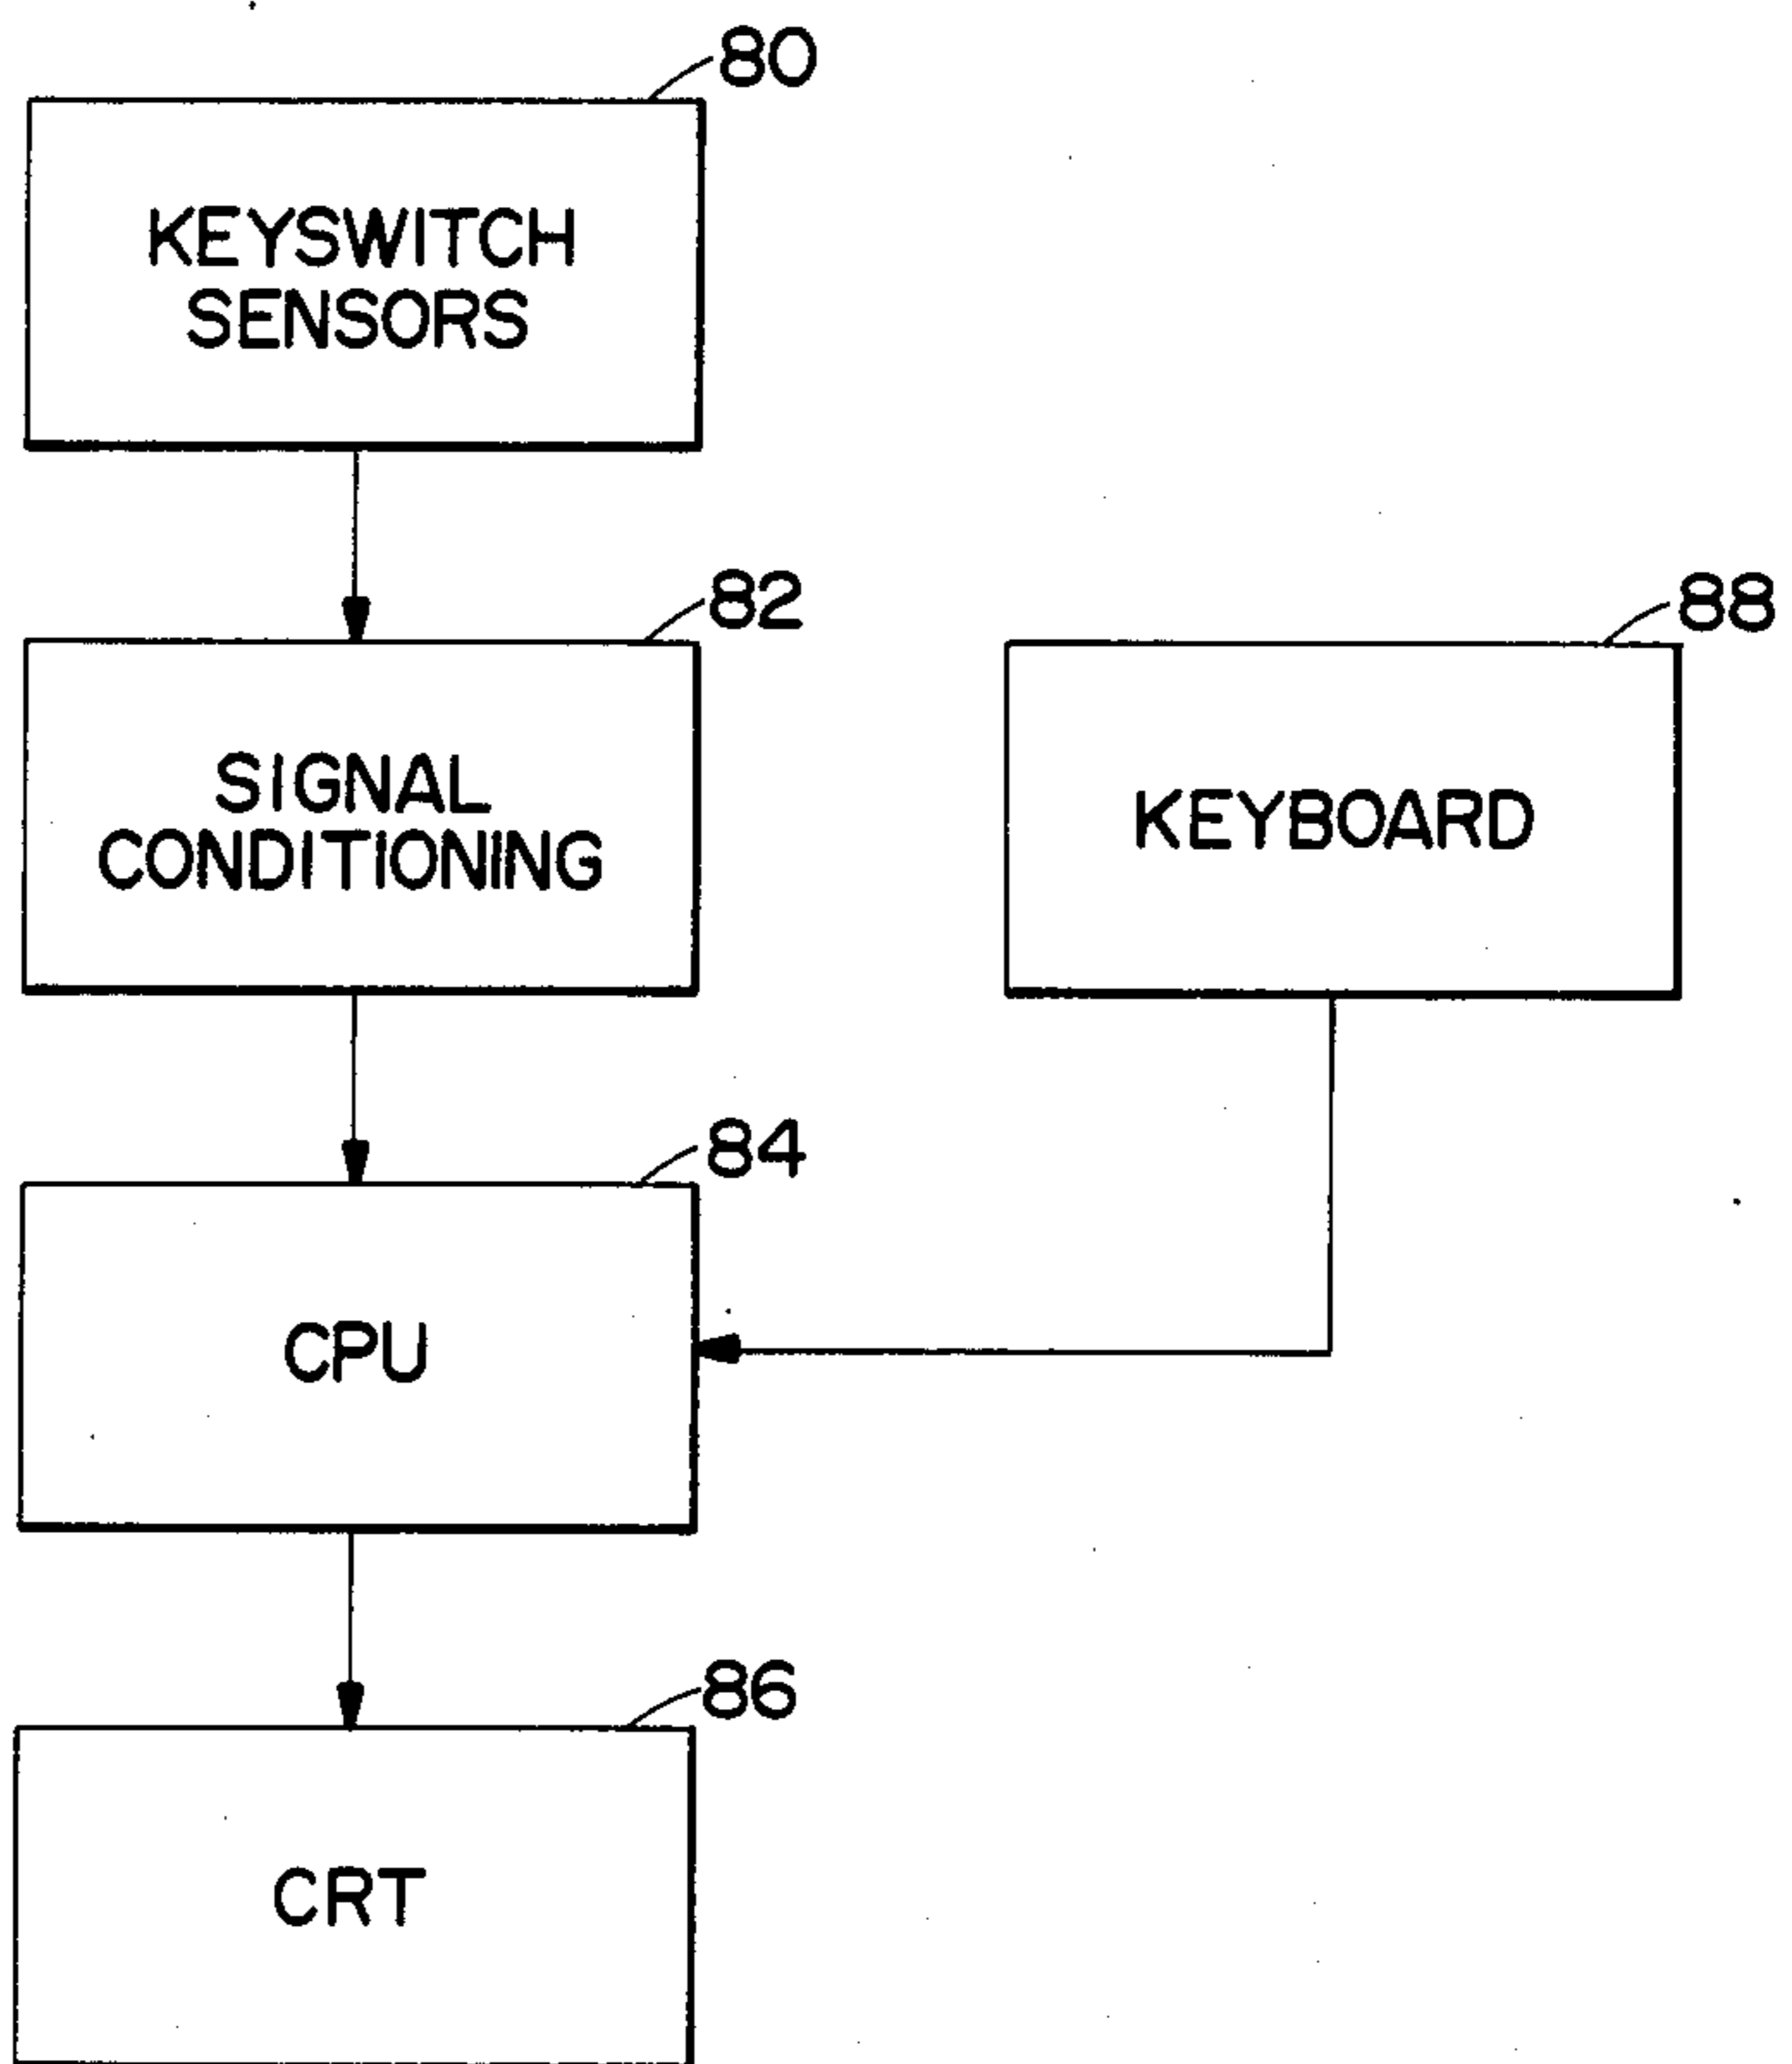 80
KEYSWITCH
SENSORS
82
SIGNAL
CONDITIONING
88
KEYBOARD
84
CPU
86
CRT